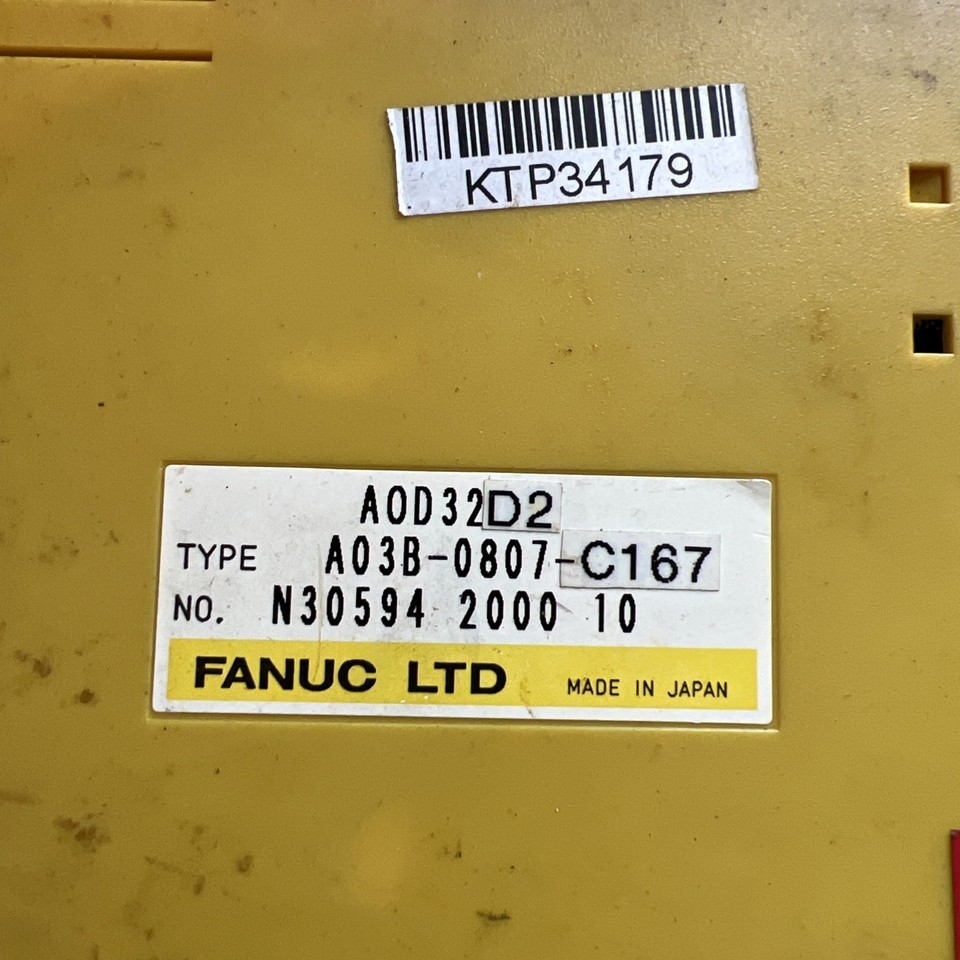 KTP34179
AOD32D2
TYPE A03B-0807-C167
NO. N30594 2000 10
FANUC LTD MADE IN JAPAN